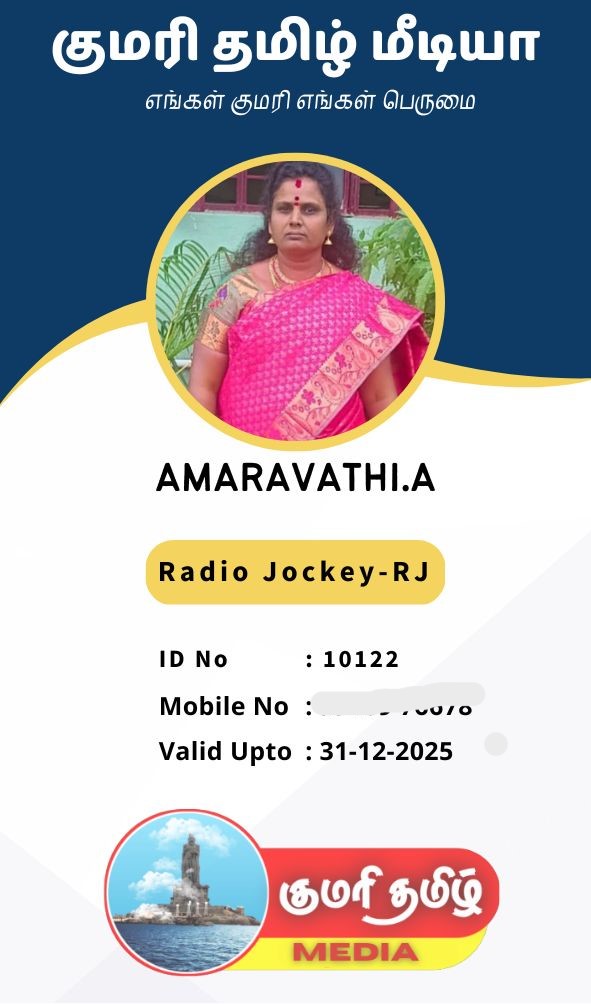 குமரி தமிழ் மீடியா
எங்கள் குமரி எங்கள் பெருமை
AMARAVATHI.A
Radio Jockey-RJ
ID No : 10122
Mobile No :
Valid Upto : 31-12-2025
குமரி தமிழ்
MEDIA